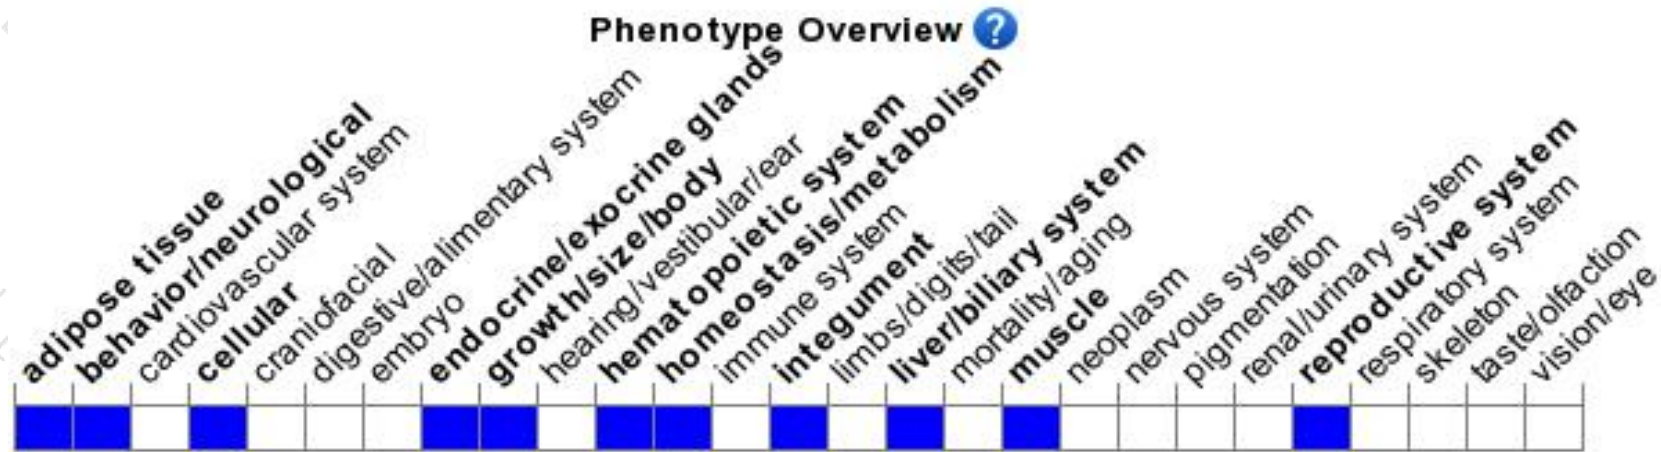 Phenotype Overview ?
adipose tissue
behavior/neurological
cardiovascular system
cellular
craniofacial
digestive/alimentary system
embryo
endocrine/exocrine glands
growth/size/body
hearing/vestibular/ear
hematopoietic system
homeostasis/metabolism
immune system
integument
limbs/digits/tail
liver/biliary system
mortality/aging
muscle
neoplasm
nervous system
pigmentation
renal/urinary system
reproductive system
respiratory system
skeleton
taste/olfaction
vision/eye